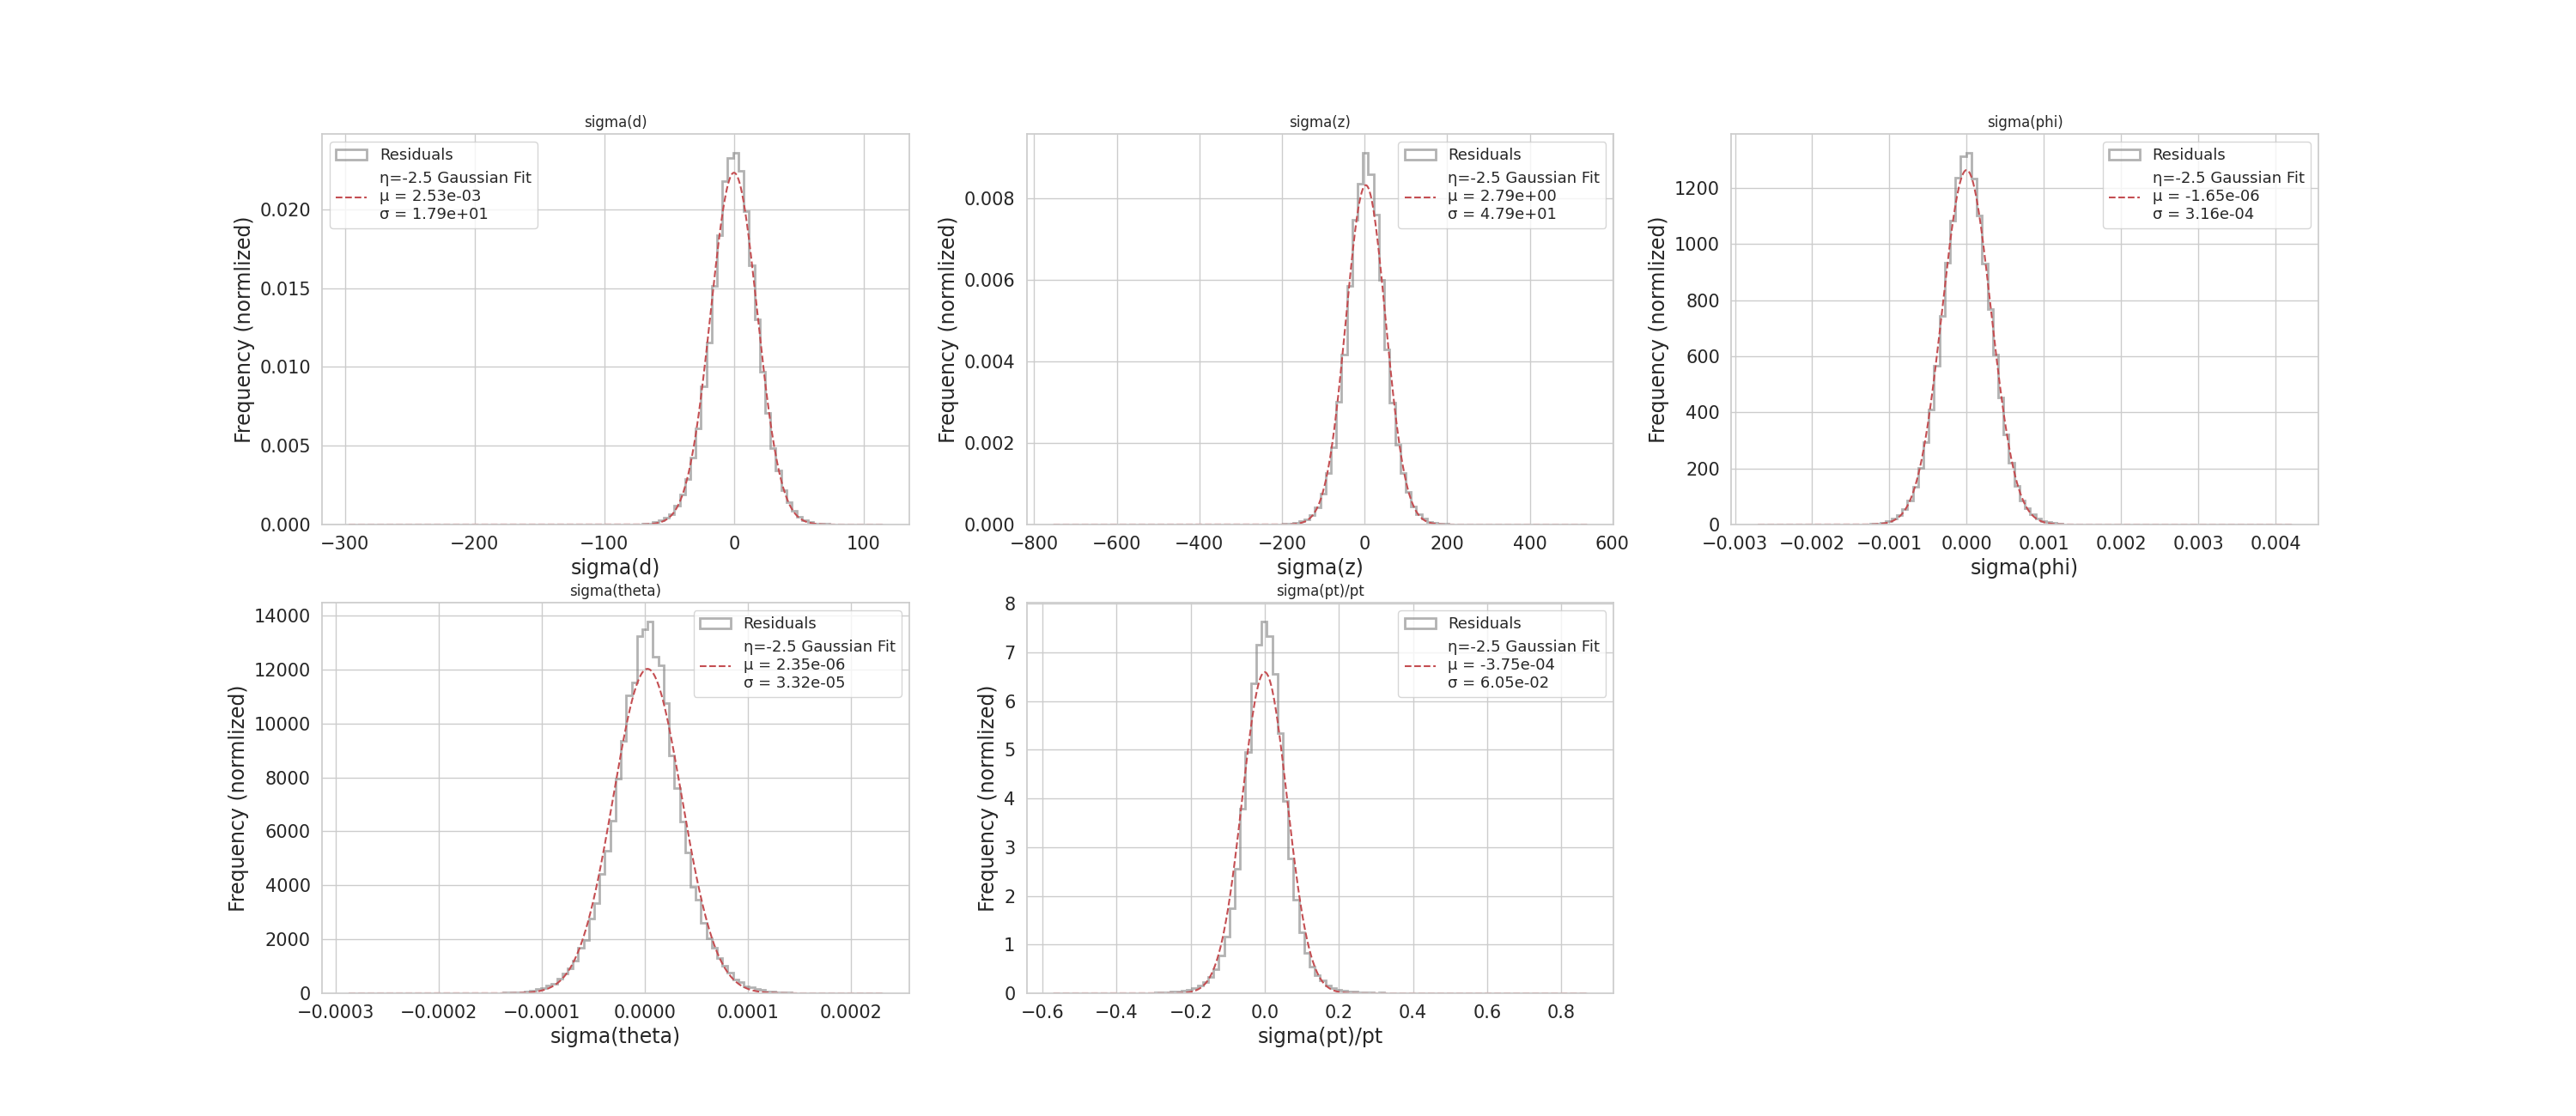 sigma(d)
Residuals
η=-2.5 Gaussian Fit
μ = 2.53e-03
σ = 1.79e+01
Frequency (normlized)
0.020
0.015
0.010
0.005
0.000
−300
−200
−100
0
100
sigma(d)
sigma(z)
Residuals
η=-2.5 Gaussian Fit
μ = 2.79e+00
σ = 4.79e+01
Frequency (normlized)
0.008
0.006
0.004
0.002
0.000
−800
−600
−400
−200
0
200
400
600
sigma(z)
sigma(phi)
Residuals
η=-2.5 Gaussian Fit
μ = -1.65e-06
σ = 3.16e-04
Frequency (normlized)
1200
1000
800
600
400
200
0
−0.003
−0.002
−0.001
0.000
0.001
0.002
0.003
0.004
sigma(phi)
sigma(theta)
Residuals
η=-2.5 Gaussian Fit
μ = 2.35e-06
σ = 3.32e-05
Frequency (normlized)
14000
12000
10000
8000
6000
4000
2000
0
−0.0003
−0.0002
−0.0001
0.0000
0.0001
0.0002
sigma(theta)
sigma(pt)/pt
Residuals
η=-2.5 Gaussian Fit
μ = -3.75e-04
σ = 6.05e-02
Frequency (normlized)
8
7
6
5
4
3
2
1
0
−0.6
−0.4
−0.2
0.0
0.2
0.4
0.6
0.8
sigma(pt)/pt